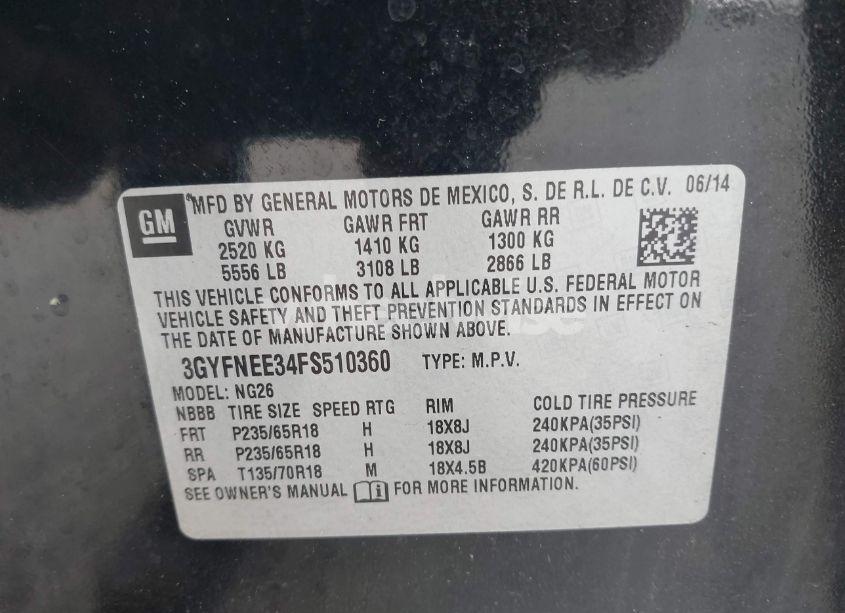 GM
MFD BY GENERAL MOTORS DE MEXICO, S. DE R.L. DE C.V. 06/14
GVWR GAWR FRT GAWR RR
2520 KG 1410 KG 1300 KG
5556 LB 3108 LB 2866 LB
THIS VEHICLE CONFORMS TO ALL APPLICABLE U.S. FEDERAL MOTOR
VEHICLE SAFETY AND THEFT PREVENTION STANDARDS IN EFFECT ON
THE DATE OF MANUFACTURE SHOWN ABOVE.
3GYFNEE34FS510360 TYPE: M.P.V.
MODEL: NG26
NBBB TIRE SIZE SPEED RTG RIM COLD TIRE PRESSURE
FRT P235/65R18 H 18X8J 240KPA(35PSI)
RR P235/65R18 H 18X8J 240KPA(35PSI)
SPA T135/70R18 M 18X4.5B 420KPA(60PSI)
SEE OWNER'S MANUAL FOR MORE INFORMATION.